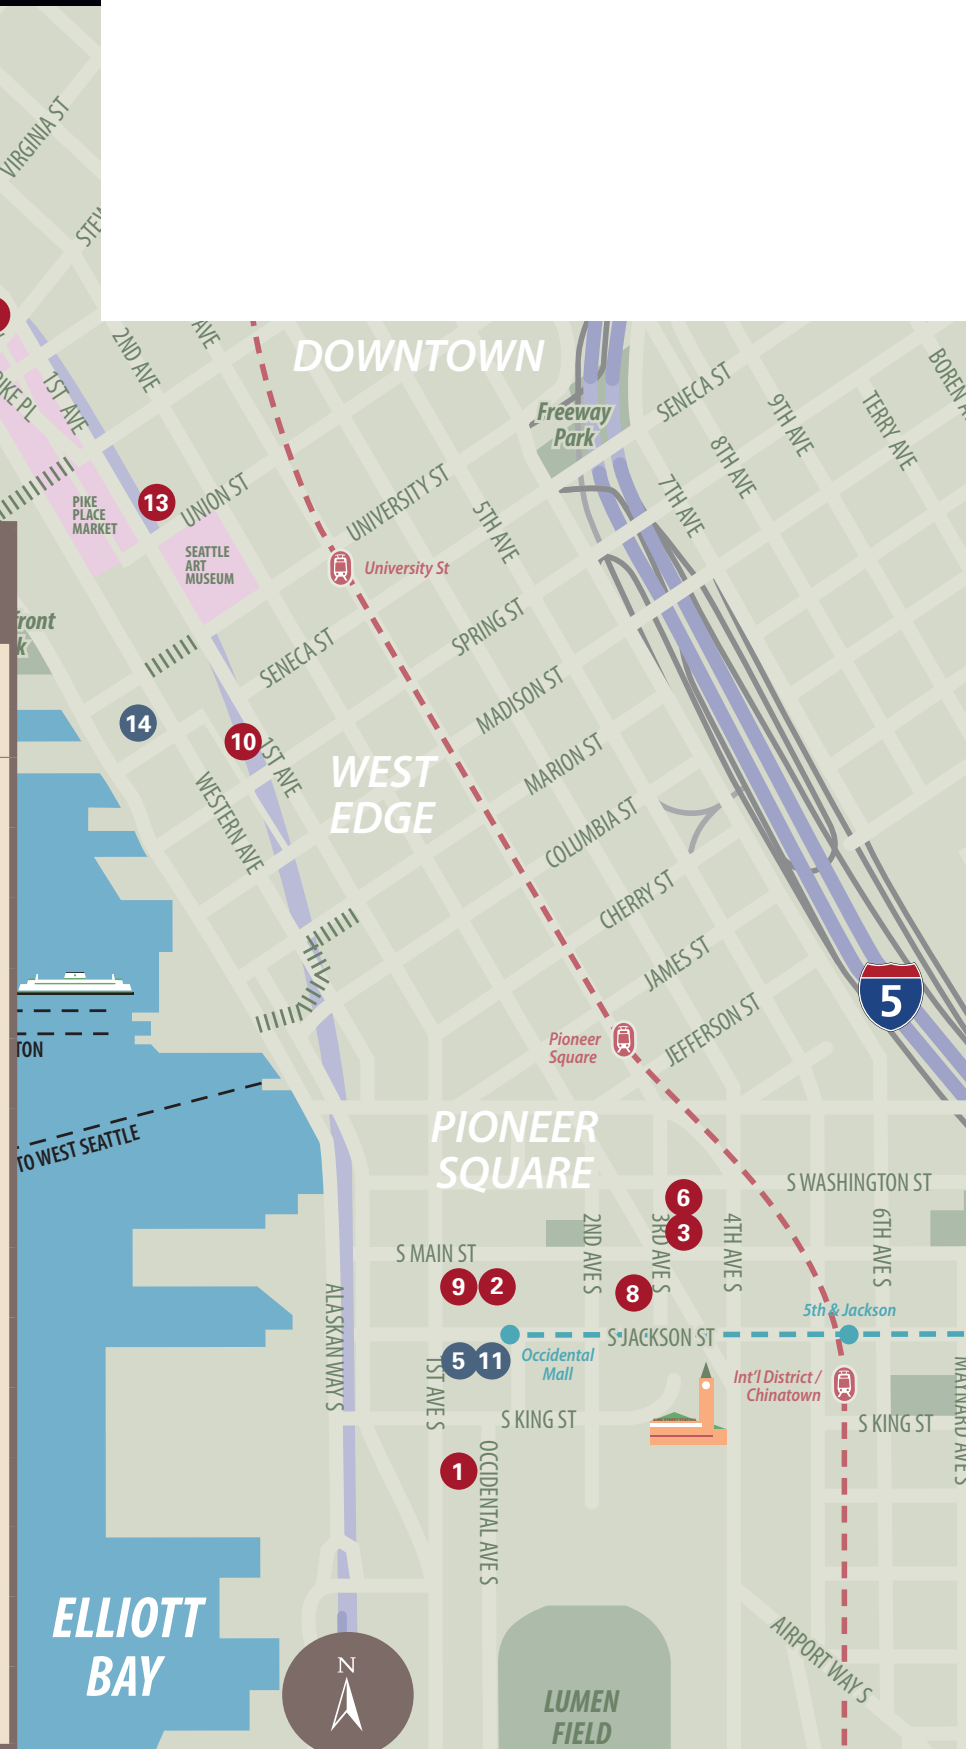 VIRGINIA ST
2ND AVE
AVE
DOWNTOWN
1ST AVE
Freeway
Park
SENECA ST
9TH AVE
TERRY AVE
8TH AVE
7TH AVE
PIKE
PLACE
MARKET
13
UNION ST
UNIVERSITY ST
5TH AVE
SEATTLE
ART
MUSEUM
University St
SENECA ST
SPRING ST
MADISON ST
14
10
1ST AVE
WEST
EDGE
MARION ST
WESTERN AVE
COLUMBIA ST
CHERRY ST
JAMES ST
5
JEFFERSON ST
Pioneer
Square
TO WEST SEATTLE
PIONEER
SQUARE
S WASHINGTON ST
6
3
2ND AVE S
3RD AVE S
4TH AVE S
6TH AVE S
S MAIN ST
9
2
8
ALASKAN WAY S
5th & Jackson
S JACKSON ST
Occidental
Mall
5
11
1ST AVE S
Int'l District /
Chinatown
MAYNARD AVE S
S KING ST
S KING ST
1
OCCIDENTAL AVE S
ELLIOTT
BAY
N
AIRPORT WAY S
LUMEN
FIELD